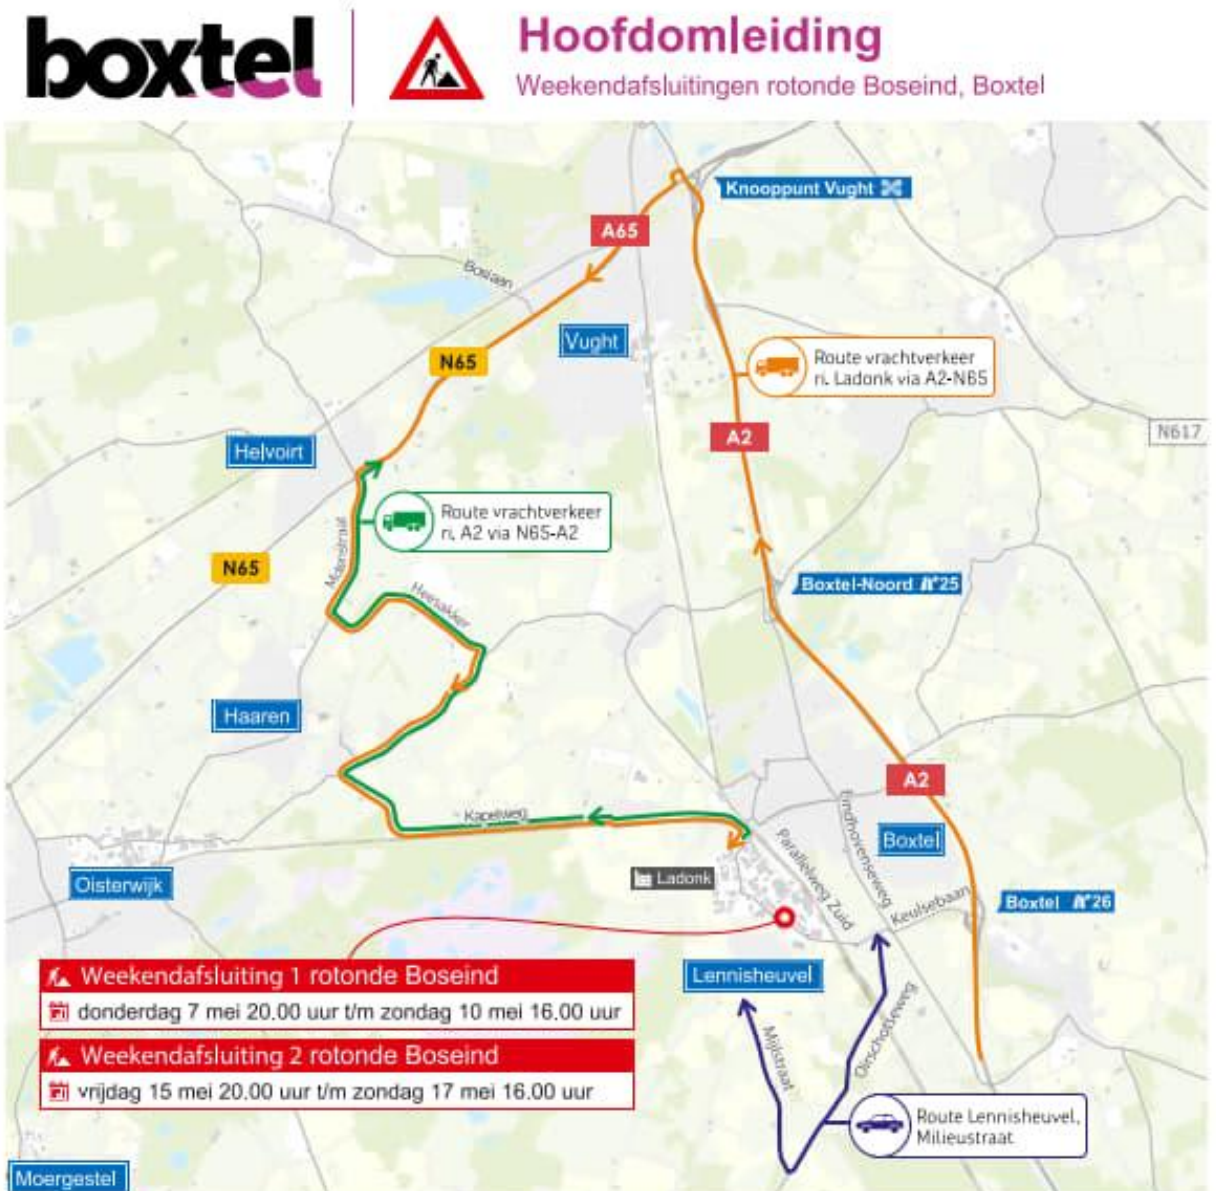 boxtel
Hoofdomleiding
Weekendafsluitingen rotonde Boseind, Boxtel
Knooppunt Vught
A65
Boslaan
Vught
N65
Route vrachtverkeer
ri. Ladonk via A2-N65
A2
N617
Helvoirt
Route vrachtverkeer
ri. A2 via N65-A2
Molenstraat
N65
Boxtel-Noord 25
Heesakker
Haaren
A2
Kapelweg
Eindhovenseweg
Boxtel
Parallelweg Zuid
Oisterwijk
Ladonk
Keulsebaan
Boxtel 26
Weekendafsluiting 1 rotonde Boseind
donderdag 7 mei 20.00 uur t/m zondag 10 mei 16.00 uur
Lennisheuvel
Weekendafsluiting 2 rotonde Boseind
vrijdag 15 mei 20.00 uur t/m zondag 17 mei 16.00 uur
Mijlstraat
Oirschotseweg
Route Lennisheuvel,
Milieustraat
Moergestel